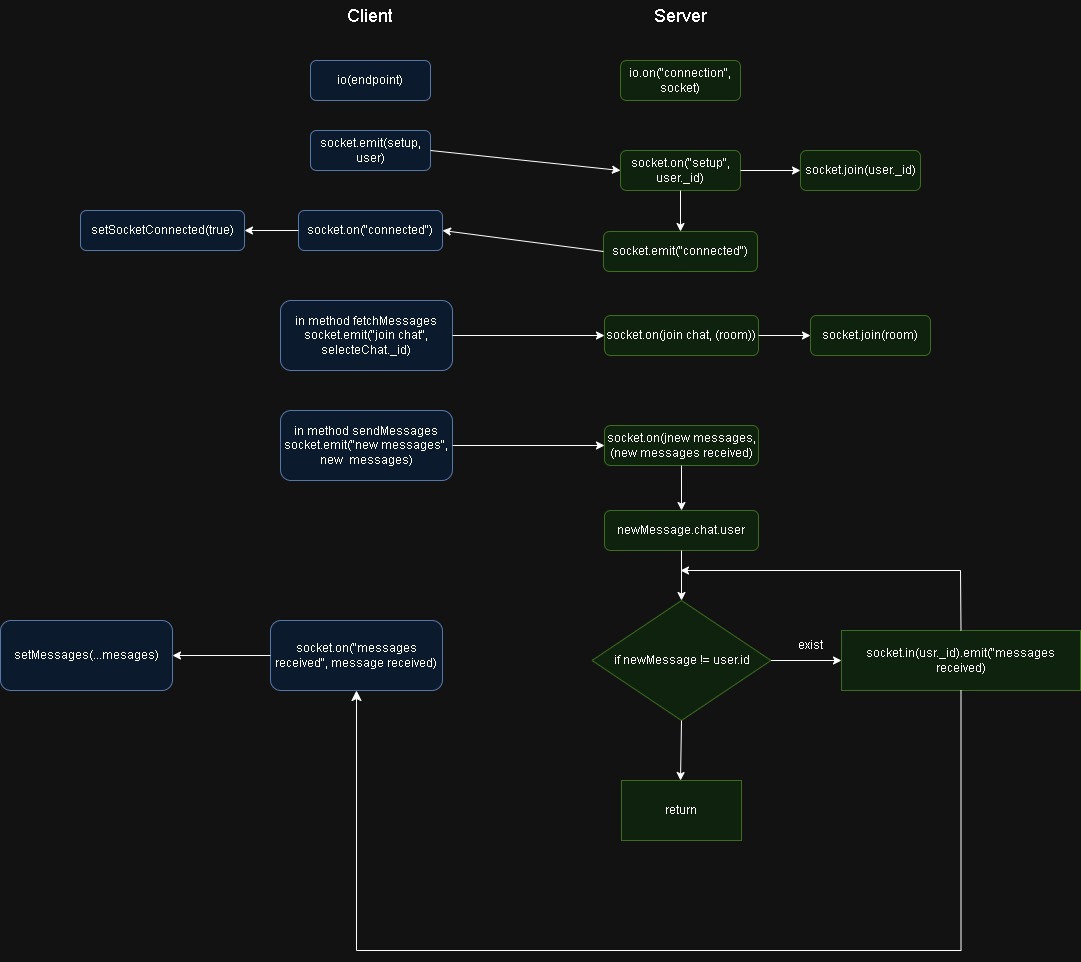 Client
Server
io(endpoint)
io.on("connection",
socket)
socket.emit(setup,
user)
socket.on("setup",
user._id)
socket.join(user._id)
setSocketConnected(true)
socket.on("connected")
socket.emit("connected")
in method fetchMessages
socket.emit("join chat",
selecteChat._id)
socket.on(join chat, (room))
socket.join(room)
in method sendMessages
socket.emit("new messages",
new  messages)
socket.on(jnew messages,
(new messages received)
newMessage.chat.user
setMessages(...mesages)
socket.on("messages
received", message received)
if newMessage != user.id
exist
socket.in(usr._id).emit("messages
received)
return